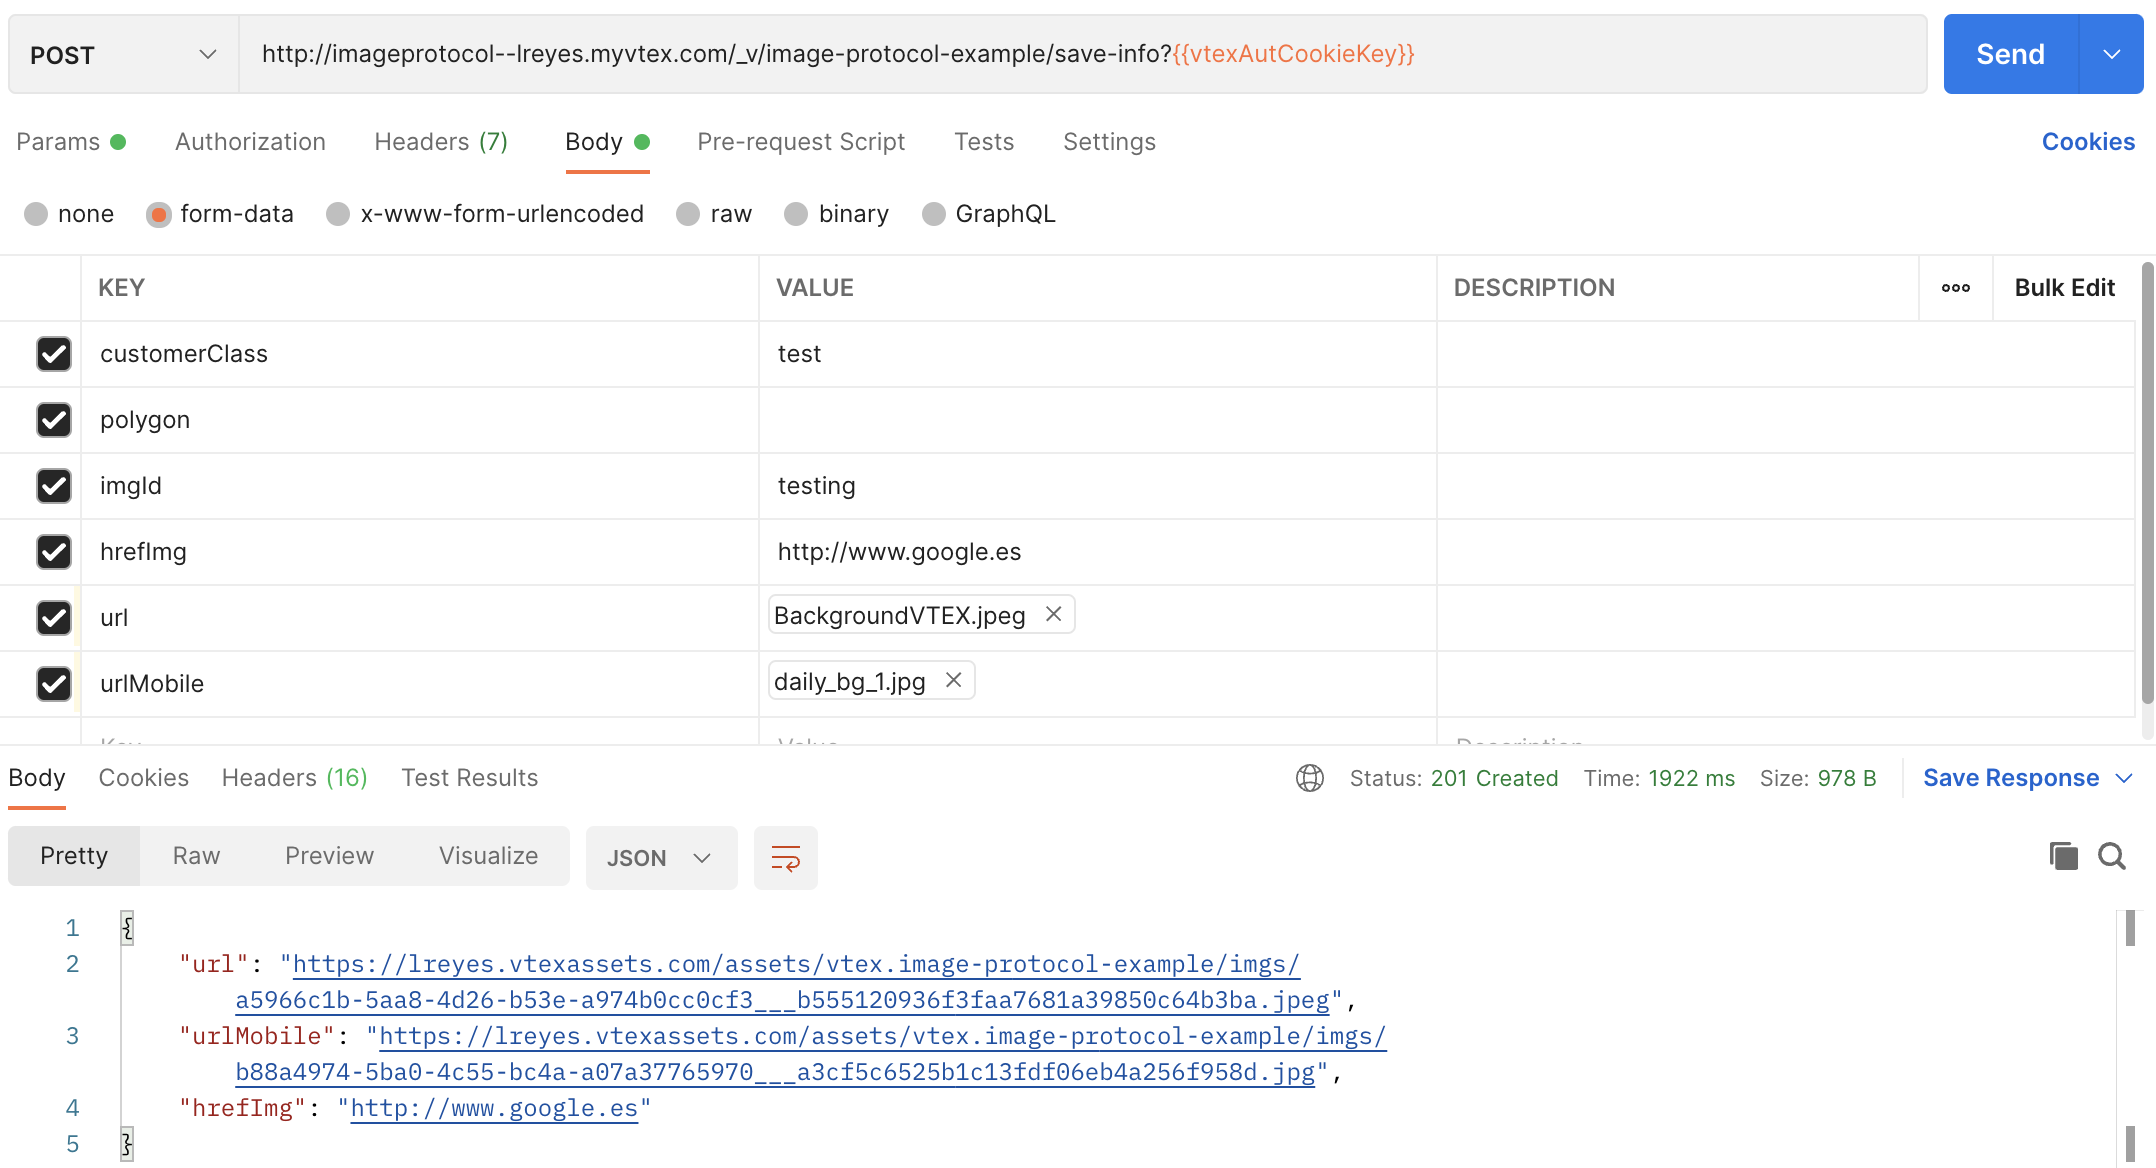 POST http://imageprotocol--lreyes.myvtex.com/_v/image-protocol-example/save-info?{{vtexAutCookieKey}} Send
Params Authorization Headers (7) Body Pre-request Script Tests Settings Cookies
none form-data x-www-form-urlencoded raw binary GraphQL
KEY VALUE DESCRIPTION ooo Bulk Edit
customerClass test
polygon
imgId testing
hrefImg http://www.google.es
url BackgroundVTEX.jpeg
urlMobile daily_bg_1.jpg
Key Value Description
Body Cookies Headers (16) Test Results Status: 201 Created Time: 1922 ms Size: 978 B Save Response
Pretty Raw Preview Visualize JSON
1 {
2 "url": "https://lreyes.vtexassets.com/assets/vtex.image-protocol-example/imgs/
a5966c1b-5aa8-4d26-b53e-a974b0cc0cf3___b555120936f3faa7681a39850c64b3ba.jpeg",
3 "urlMobile": "https://lreyes.vtexassets.com/assets/vtex.image-protocol-example/imgs/
b88a4974-5ba0-4c55-bc4a-a07a37765970___a3cf5c6525b1c13fdf06eb4a256f958d.jpg",
4 "hrefImg": "http://www.google.es"
5 }